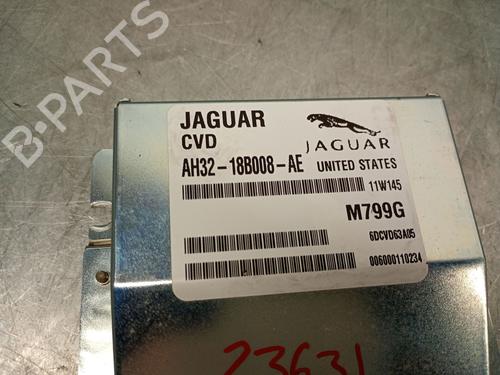 B-PARTS
JAGUAR
CVD
JAGUAR
AH32-18B008-AE UNITED STATES
11W145
M799G
6DCVD63A05
006000110234
23631